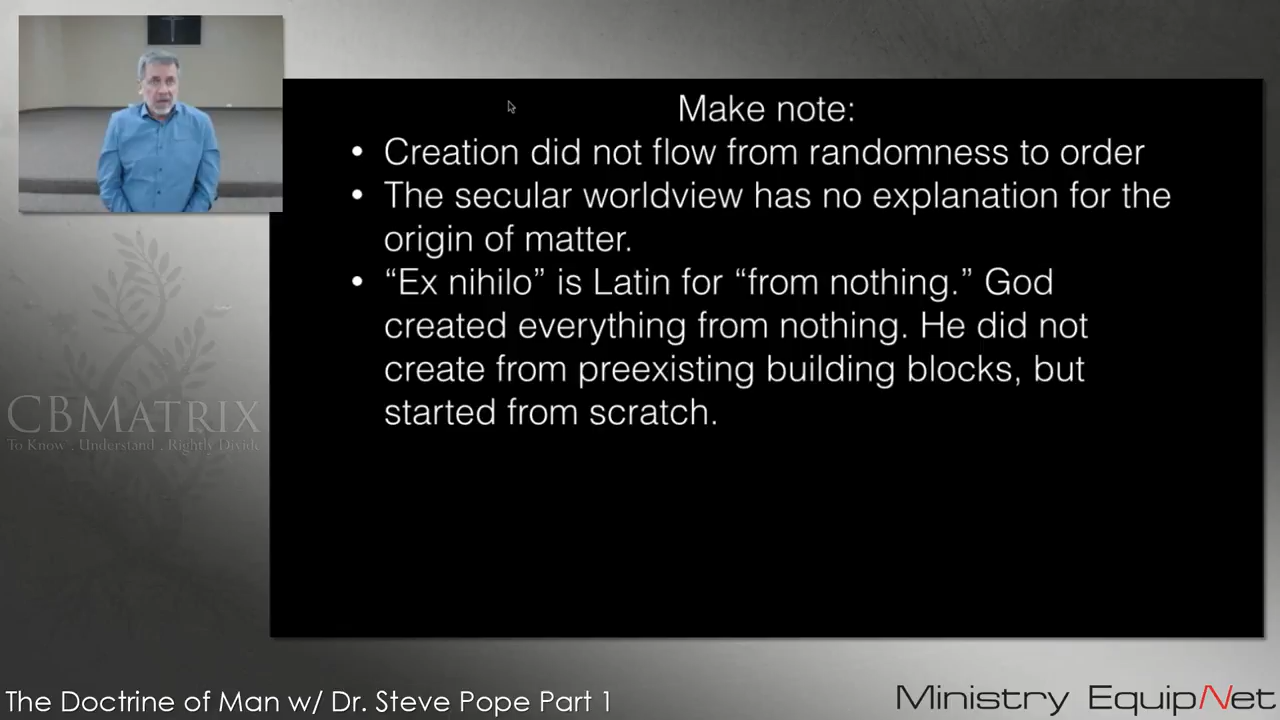 Make note:
• Creation did not flow from randomness to order
• The secular worldview has no explanation for the
origin of matter.
• “Ex nihilo” is Latin for “from nothing.” God
created everything from nothing. He did not
create from preexisting building blocks, but
started from scratch.
CBMATRIX
To Know . Understand . Rightly Divide
The Doctrine of Man w/ Dr. Steve Pope Part 1
Ministry EquipNet